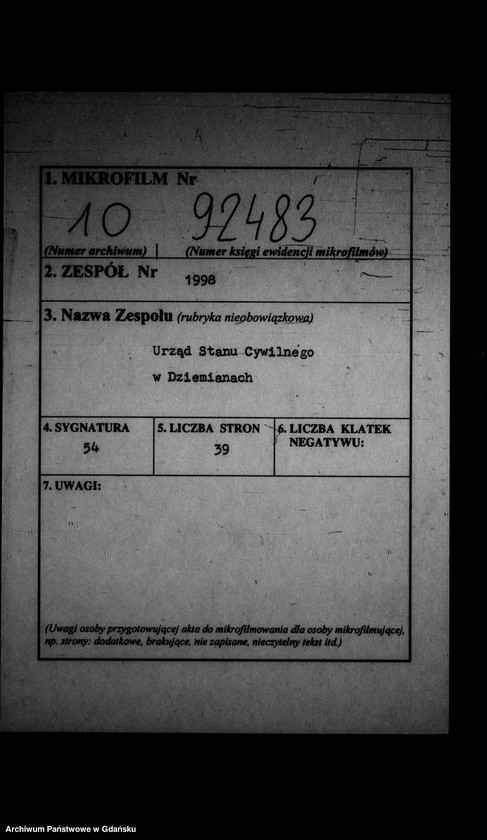 1. MIKROFILM Nr
10 92483
(Numer archiwum) (Numer księgi ewidencji mikrofilmów)
2. ZESPÓŁ Nr 1998
3. Nazwa Zespołu (rubryka nieobowiązkowa)
Urząd Stanu Cywilnego
w Dziemianach
4. SYGNATURA 5. LICZBA STRON 6. LICZBA KLATEK
NEGATYWU:
54 39
7. UWAGI:
(Uwagi osoby przygotowującej akta do mikrofilmowania dla osoby mikrofilmującej,
np. strony: dodatkowe, brakujące, nie zapisane, nieczytelny tekst itd.)
Archiwum Państwowe w Gdańsku